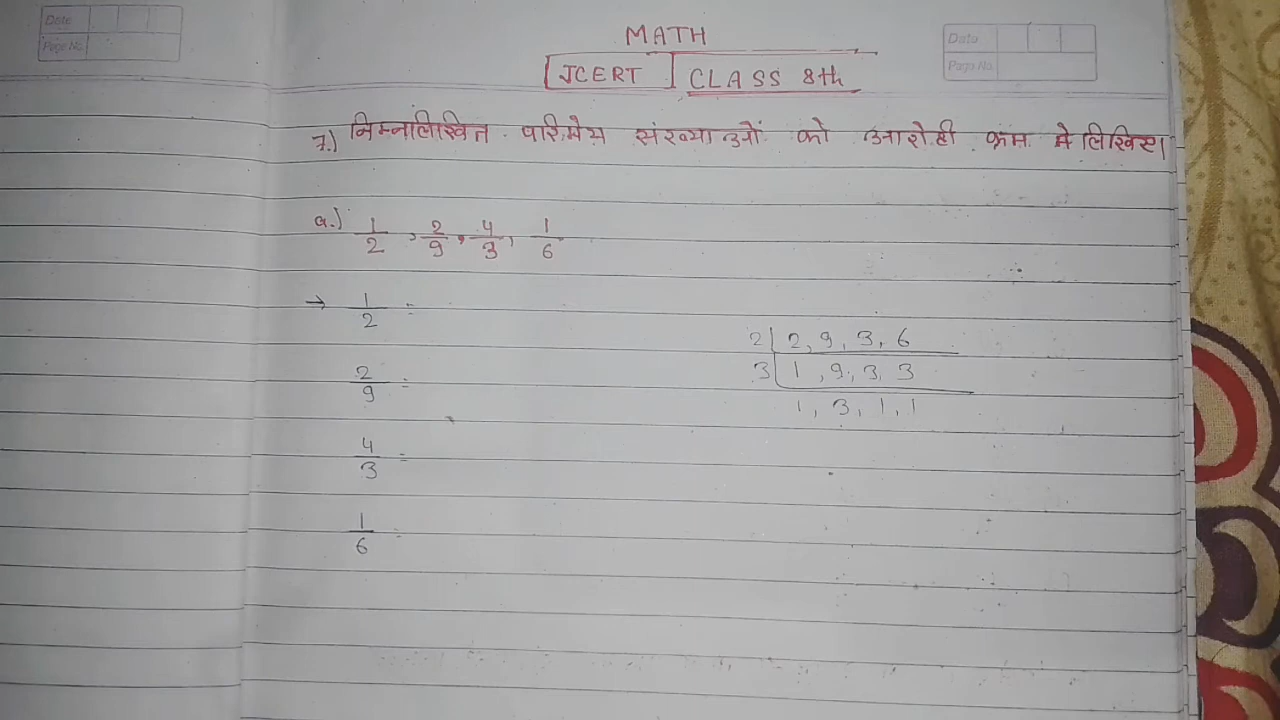 Date
Page No.
MATH
Date
Page No.
JCERT CLASS 8th
7.) निम्नलिखित परिमेय संख्याओं को आरोही क्रम में लिखिए।
a.) 1/2, 2/9, 4/3, 1/6
→ 1/2 =
2/9 =
4/3 =
1/6 =
2 | 2, 9, 3, 6
3 | 1, 9, 3, 3
1, 3, 1, 1